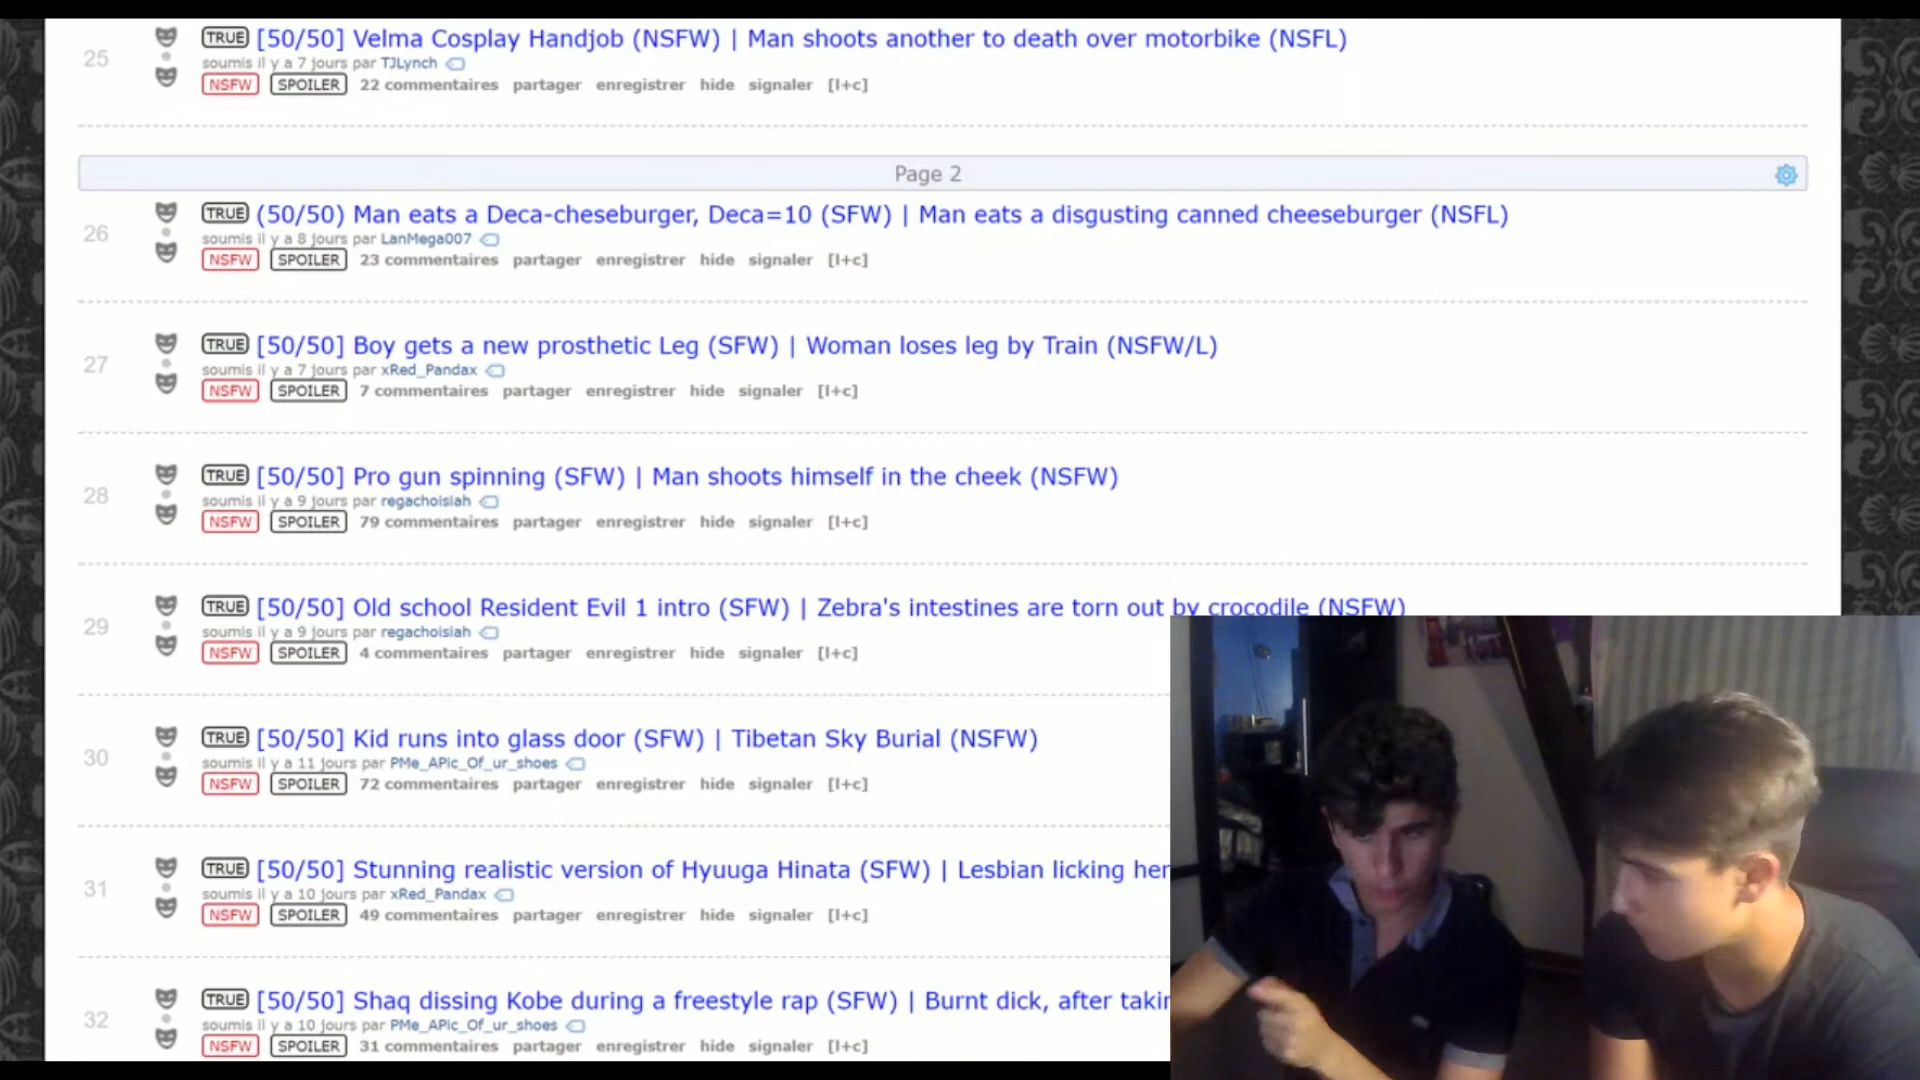 25
TRUE [50/50] Velma Cosplay Handjob (NSFW) | Man shoots another to death over motorbike (NSFL)
soumis il y a 7 jours par TJLynch
NSFW SPOILER 22 commentaires partager enregistrer hide signaler [l+c]
Page 2
26
TRUE (50/50) Man eats a Deca-cheseburger, Deca=10 (SFW) | Man eats a disgusting canned cheeseburger (NSFL)
soumis il y a 8 jours par LanMega007
NSFW SPOILER 23 commentaires partager enregistrer hide signaler [l+c]
27
TRUE [50/50] Boy gets a new prosthetic Leg (SFW) | Woman loses leg by Train (NSFW/L)
soumis il y a 7 jours par xRed_Pandax
NSFW SPOILER 7 commentaires partager enregistrer hide signaler [l+c]
28
TRUE [50/50] Pro gun spinning (SFW) | Man shoots himself in the cheek (NSFW)
soumis il y a 9 jours par regachoisiah
NSFW SPOILER 79 commentaires partager enregistrer hide signaler [l+c]
29
TRUE [50/50] Old school Resident Evil 1 intro (SFW) | Zebra's intestines are torn out by crocodile (NSFW)
soumis il y a 9 jours par regachoisiah
NSFW SPOILER 4 commentaires partager enregistrer hide signaler [l+c]
30
TRUE [50/50] Kid runs into glass door (SFW) | Tibetan Sky Burial (NSFW)
soumis il y a 11 jours par PMe_APic_Of_ur_shoes
NSFW SPOILER 72 commentaires partager enregistrer hide signaler [l+c]
31
TRUE [50/50] Stunning realistic version of Hyuuga Hinata (SFW) | Lesbian licking her
soumis il y a 10 jours par xRed_Pandax
NSFW SPOILER 49 commentaires partager enregistrer hide signaler [l+c]
32
TRUE [50/50] Shaq dissing Kobe during a freestyle rap (SFW) | Burnt dick, after
soumis il y a 10 jours par PMe_APic_Of_ur_shoes
NSFW SPOILER 31 commentaires partager enregistrer hide signaler [l+c]